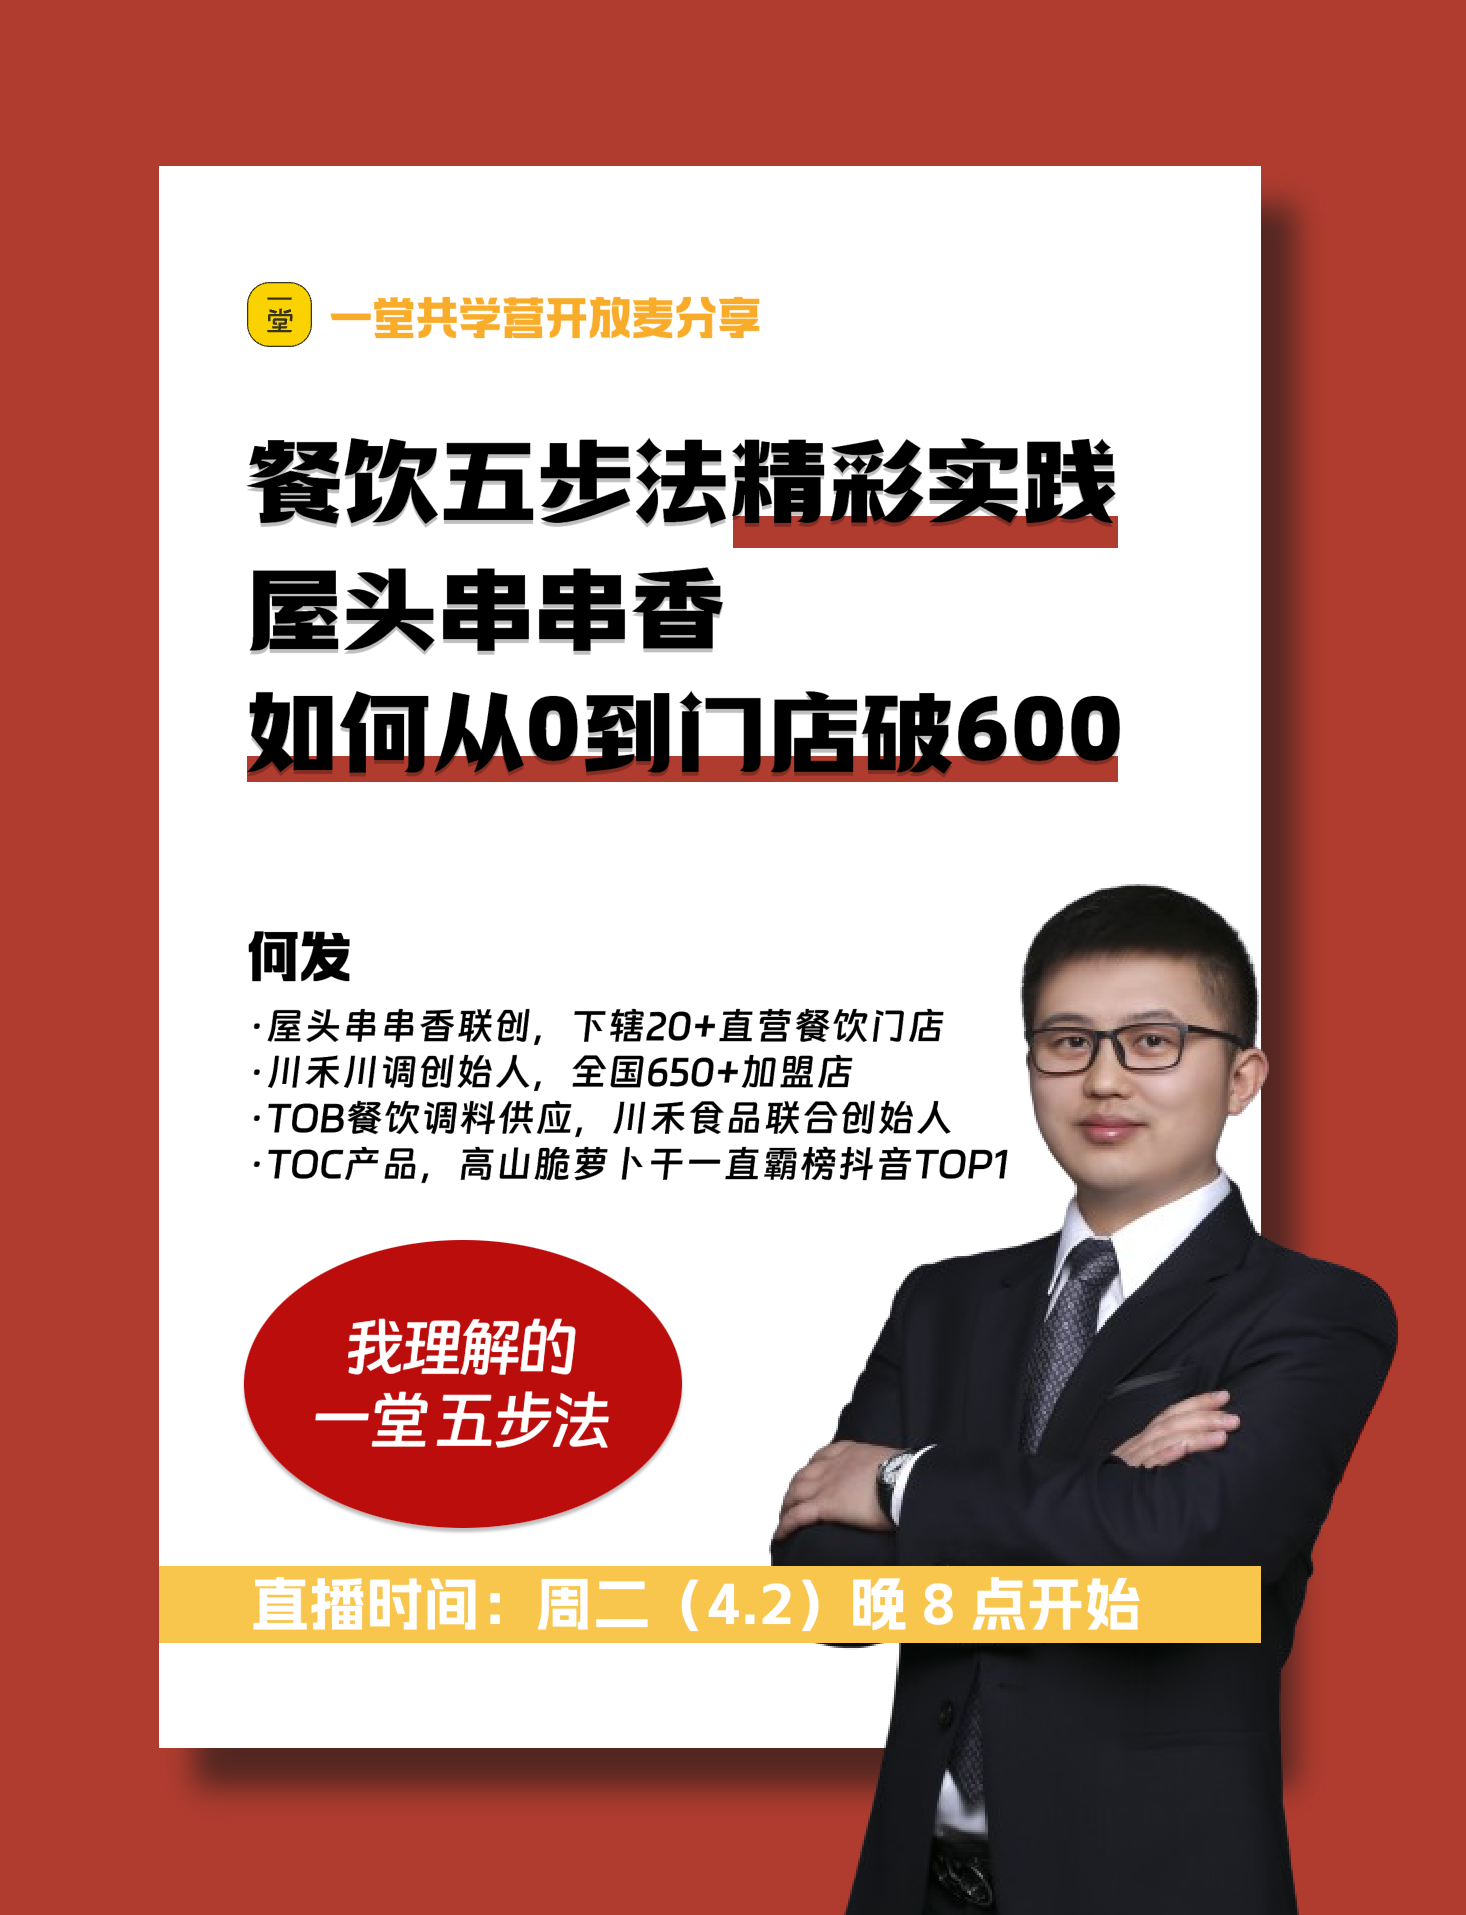 一堂
一堂共学营开放麦分享
餐饮五步法精彩实践
屋头串串香
如何从0到门店破600
何发
·屋头串串香联创，下辖20+直营餐饮门店
·川禾川调创始人，全国650+加盟店
·TOB餐饮调料供应，川禾食品联合创始人
·TOC产品，高山脆萝卜干一直霸榜抖音TOP1
我理解的
一堂五步法
直播时间：周二（4.2）晚 8 点开始